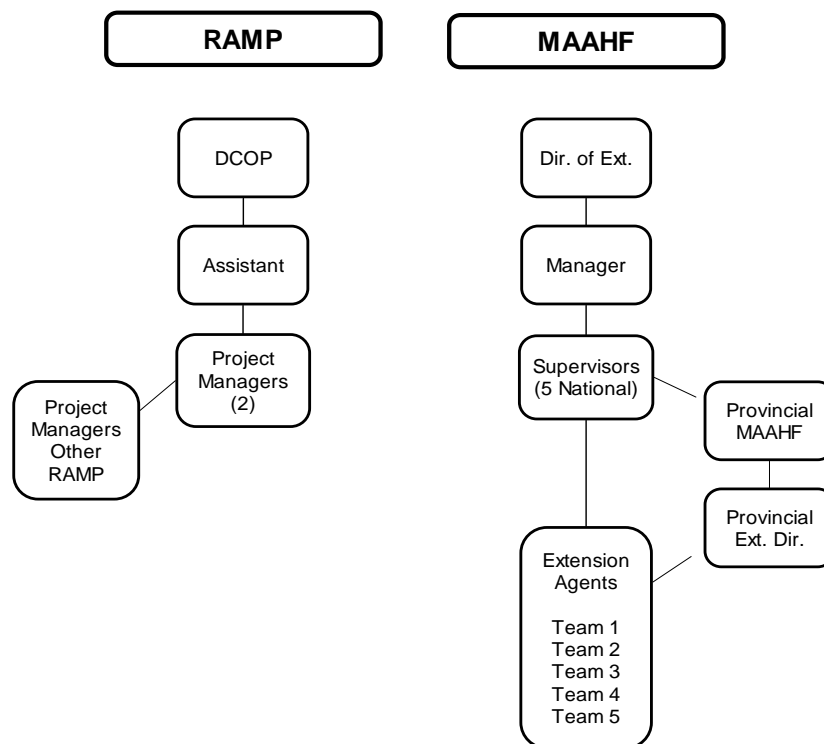 RAMP
MAAHF
DCOP
Assistant
Project
Managers
(2)
Project
Managers
Other
RAMP
Dir. of Ext.
Manager
Supervisors
(5 National)
Provincial
MAAHF
Provincial
Ext. Dir.
Extension
Agents
Team 1
Team 2
Team 3
Team 4
Team 5